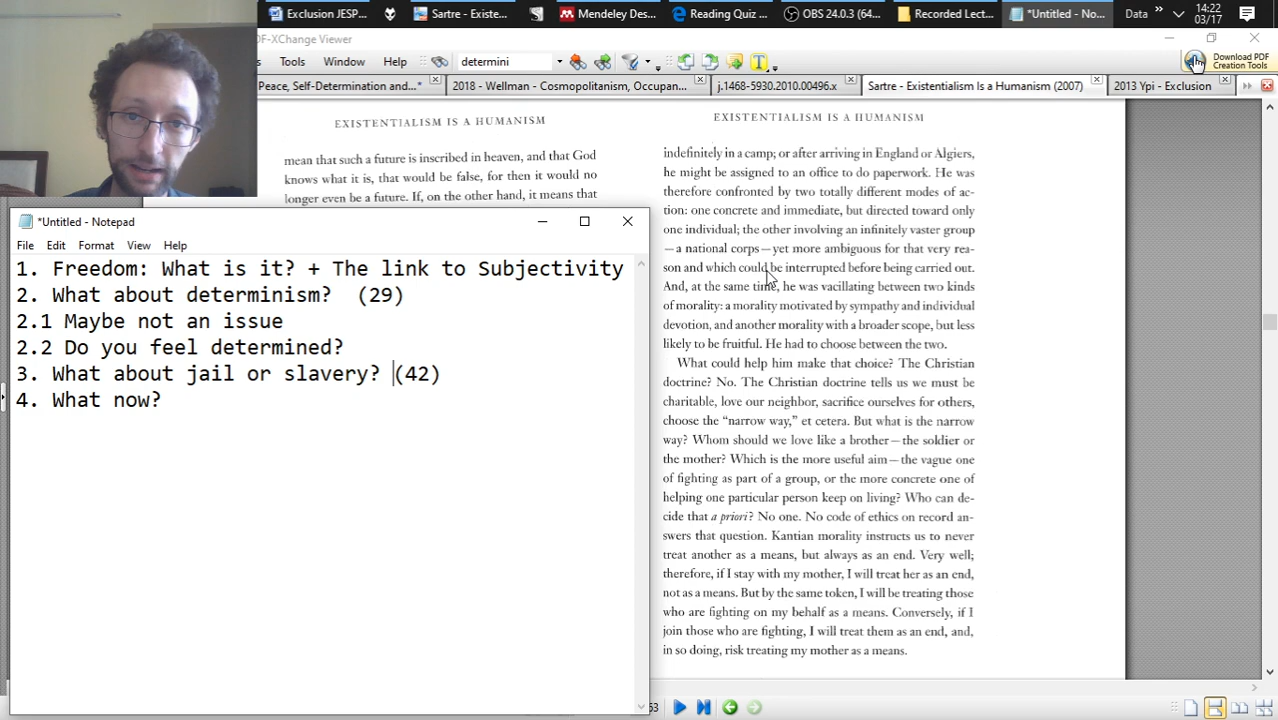 Exclusion JESP...
Sartre - Existe...
Mendeley Des...
Reading Quiz ...
OBS 24.0.3 (64...
Recorded Lect...
*Untitled - No...
Data
»
14:22
03/17
DF-XChange Viewer
s Tools Window Help
determini
Download PDF
Creation Tools
Peace, Self-Determination and...*
2018 - Wellman - Cosmopolitanism, Occupan...
j.1468-5930.2010.00496.x
Sartre - Existentialism Is a Humanism (2007)
2013 Ypi - Exclusion
EXISTENTIALISM IS A HUMANISM
mean that such a future is inscribed in heaven, and that God
knows what it is, that would be false, for then it would no
longer even be a future. If, on the other hand, it means that
*Untitled - Notepad
File Edit Format View Help
1. Freedom: What is it? + The link to Subjectivity
2. What about determinism?  (29)
2.1 Maybe not an issue
2.2 Do you feel determined?
3. What about jail or slavery? (42)
4. What now?
EXISTENTIALISM IS A HUMANISM
indefinitely in a camp; or after arriving in England or Algiers,
he might be assigned to an office to do paperwork. He was
therefore confronted by two totally different modes of ac-
tion: one concrete and immediate, but directed toward only
one individual; the other involving an infinitely vaster group
—a national corps—yet more ambiguous for that very rea-
son and which could be interrupted before being carried out.
And, at the same time, he was vacillating between two kinds
of morality: a morality motivated by sympathy and individual
devotion, and another morality with a broader scope, but less
likely to be fruitful. He had to choose between the two.
What could help him make that choice? The Christian
doctrine? No. The Christian doctrine tells us we must be
charitable, love our neighbor, sacrifice ourselves for others,
choose the "narrow way," et cetera. But what is the narrow
way? Whom should we love like a brother—the soldier or
the mother? Which is the more useful aim—the vague one
of fighting as part of a group, or the more concrete one of
helping one particular person keep on living? Who can de-
cide that a priori? No one. No code of ethics on record an-
swers that question. Kantian morality instructs us to never
treat another as a means, but always as an end. Very well;
therefore, if I stay with my mother, I will treat her as an end,
not as a means. But by the same token, I will be treating those
who are fighting on my behalf as a means. Conversely, if I
join those who are fighting, I will treat them as an end, and,
in so doing, risk treating my mother as a means.
53